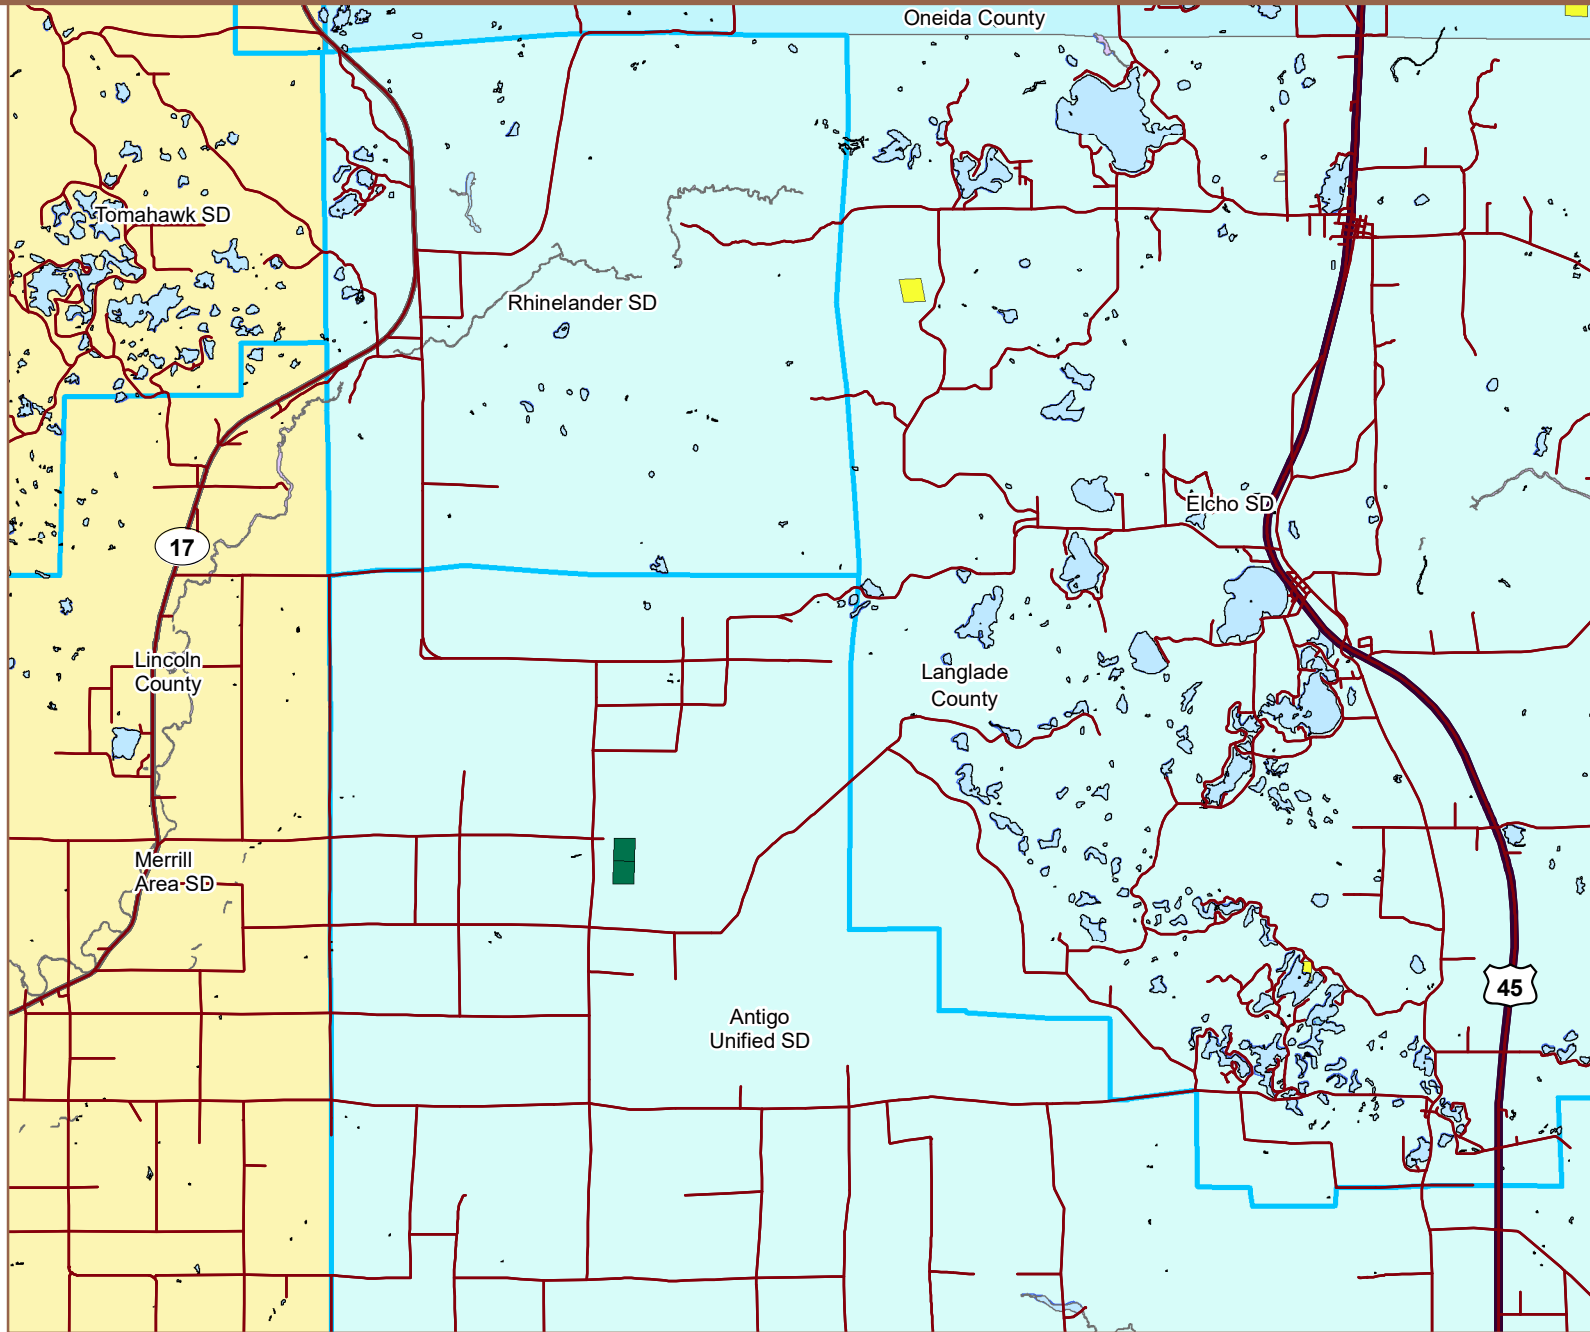 Oneida County
Tomahawk SD
Rhinelander SD
Elcho SD
17
Lincoln
County
Langlade
County
Merrill
Area SD
45
Antigo
Unified SD